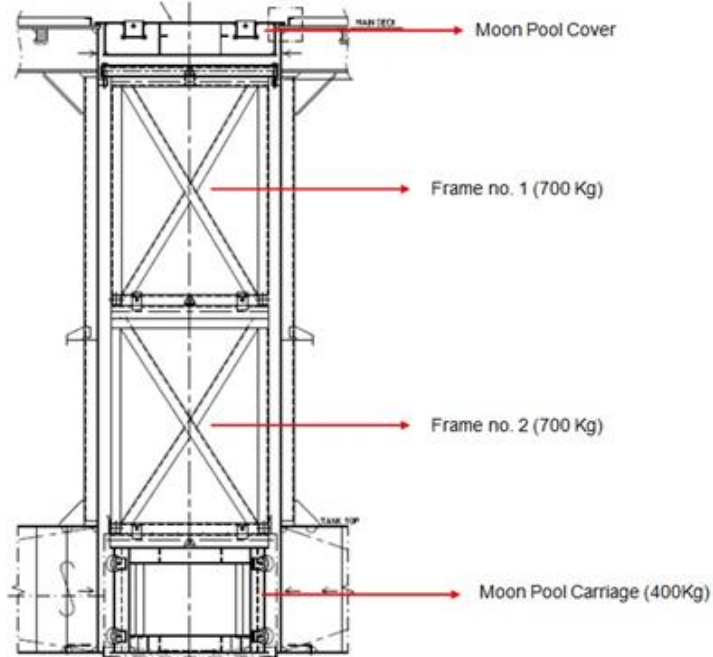 MAIN DECK
Moon Pool Cover
Frame no. 1 (700 Kg)
Frame no. 2 (700 Kg)
TANK TOP
Moon Pool Carriage (400Kg)